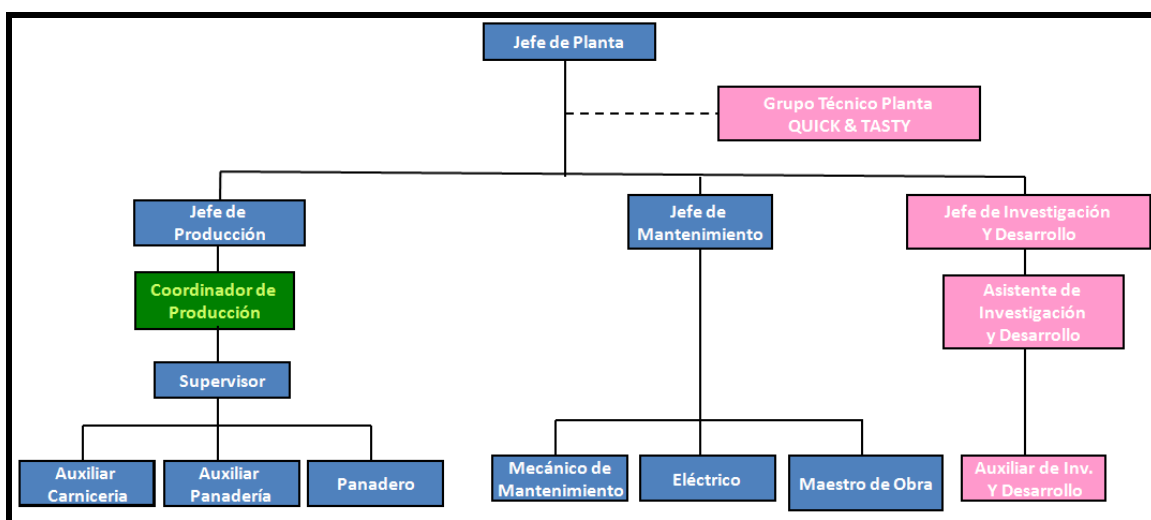 Jefe de Planta
Grupo Técnico Planta
QUICK & TASTY
Jefe de
Producción
Jefe de
Mantenimiento
Jefe de Investigación
Y Desarrollo
Coordinador de
Producción
Asistente de
Investigación
y Desarrollo
Supervisor
Auxiliar
Carniceria
Auxiliar
Panadería
Panadero
Mecánico de
Mantenimiento
Eléctrico
Maestro de Obra
Auxiliar de Inv.
Y Desarrollo